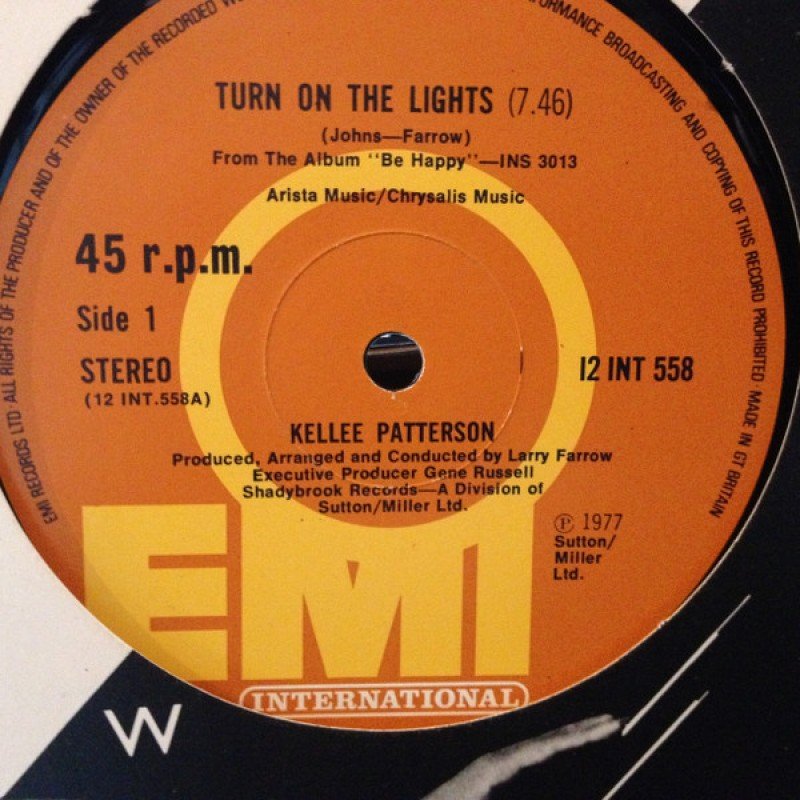 TURN ON THE LIGHTS (7.46)
(Johns—Farrow)
From The Album "Be Happy"—INS 3013
Arista Music/Chrysalis Music
45 r.p.m.
Side 1
STEREO
(12 INT.558A)
12 INT 558
KELLEE PATTERSON
Produced, Arranged and Conducted by Larry Farrow
Executive Producer Gene Russell
Shadybrook Records—A Division of
Sutton/Miller Ltd.
℗ 1977
Sutton/
Miller
Ltd.
EMI
INTERNATIONAL
EMI RECORDS LTD · ALL RIGHTS OF THE PRODUCER AND OF THE OWNER OF THE RECORDED
BROADCASTING AND COPYING OF THIS RECORD PROHIBITED · MADE IN GT BRITAIN
W